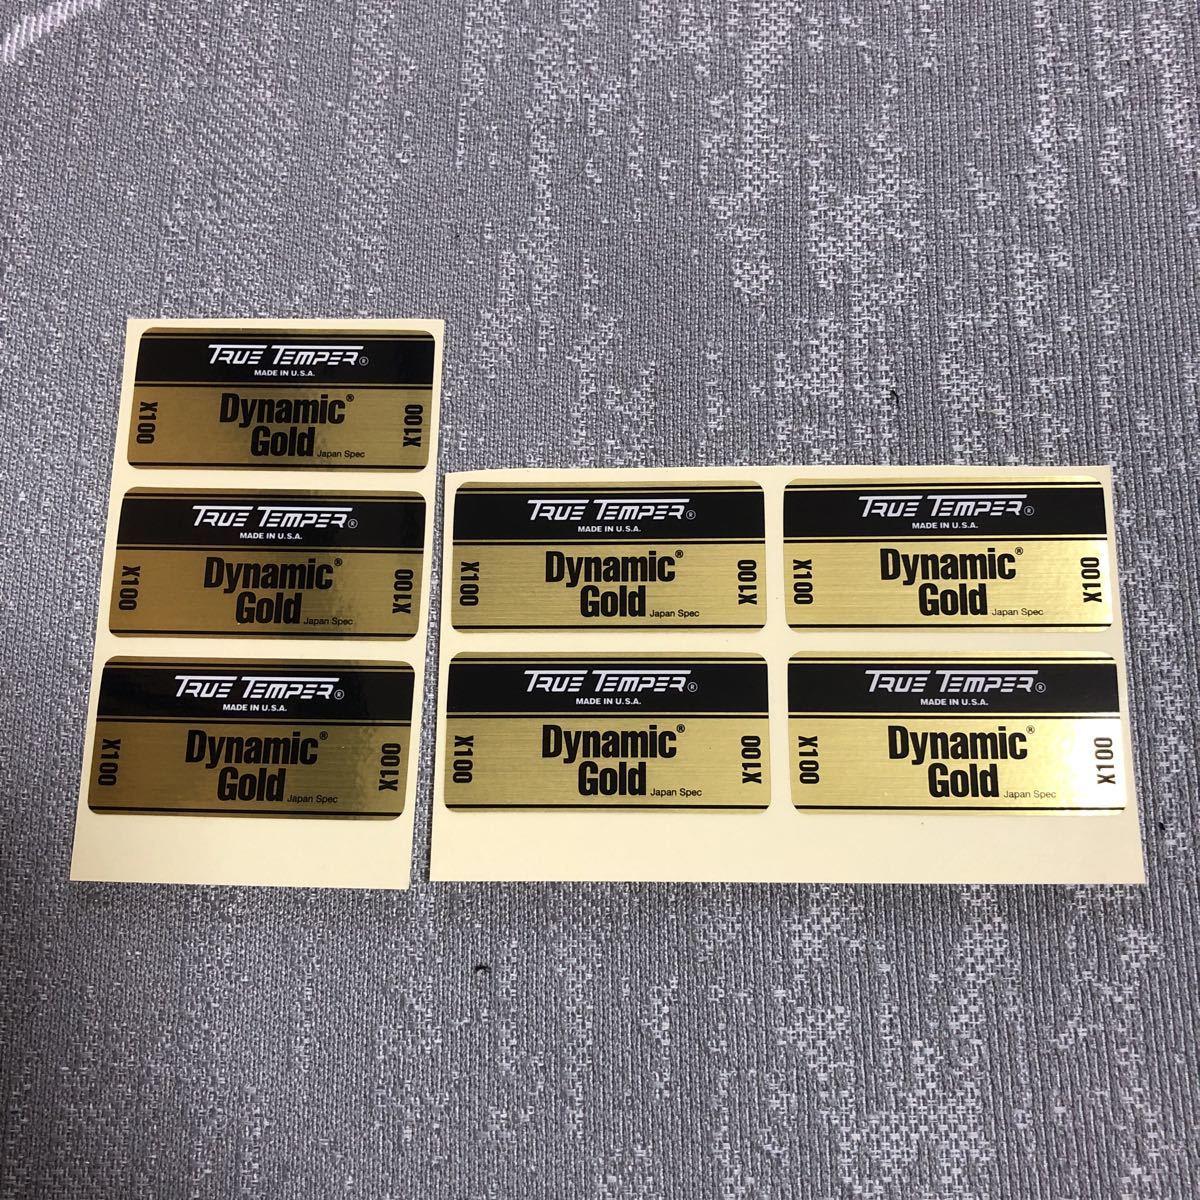 TRUE TEMPER®
MADE IN U.S.A.
X100
Dynamic®
Gold Japan Spec
X100
TRUE TEMPER®
MADE IN U.S.A.
X100
Dynamic®
Gold Japan Spec
X100
TRUE TEMPER®
MADE IN U.S.A.
X100
Dynamic®
Gold Japan Spec
X100
TRUE TEMPER®
MADE IN U.S.A.
X100
Dynamic®
Gold Japan Spec
X100
TRUE TEMPER®
MADE IN U.S.A.
X100
Dynamic®
Gold Japan Spec
X100
TRUE TEMPER®
MADE IN U.S.A.
X100
Dynamic®
Gold Japan Spec
X100
TRUE TEMPER®
MADE IN U.S.A.
X100
Dynamic®
Gold Japan Spec
X100